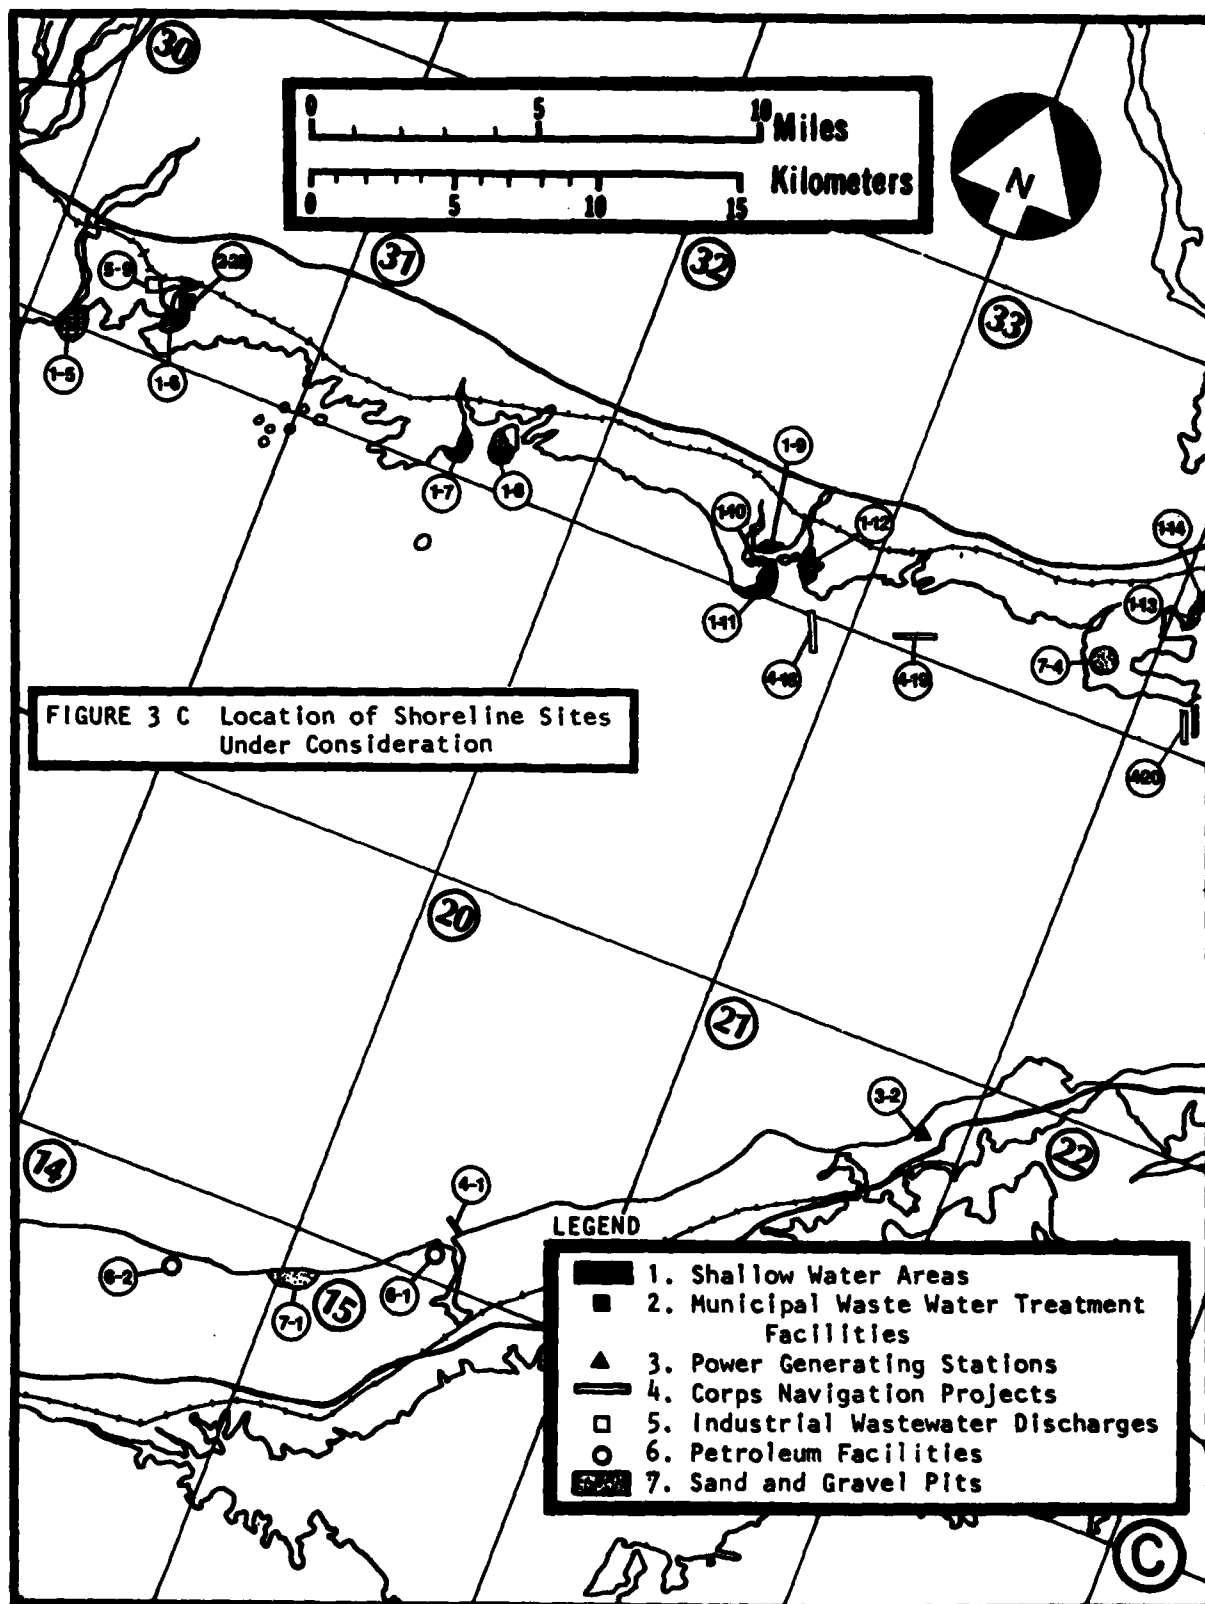 30
0 5 10 Miles
0 5 10 15 Kilometers
N
37
32
33
5-9
1-5
1-6
1-7
1-8
1-9
1-10
1-12
1-11
4-19
1-14
1-13
7-4
4-20
FIGURE 3 C Location of Shoreline Sites
Under Consideration
20
27
3-2
22
14
4-1
6-2
7-1
15
6-1
LEGEND
1. Shallow Water Areas
2. Municipal Waste Water Treatment
Facilities
3. Power Generating Stations
4. Corps Navigation Projects
5. Industrial Wastewater Discharges
6. Petroleum Facilities
7. Sand and Gravel Pits
C